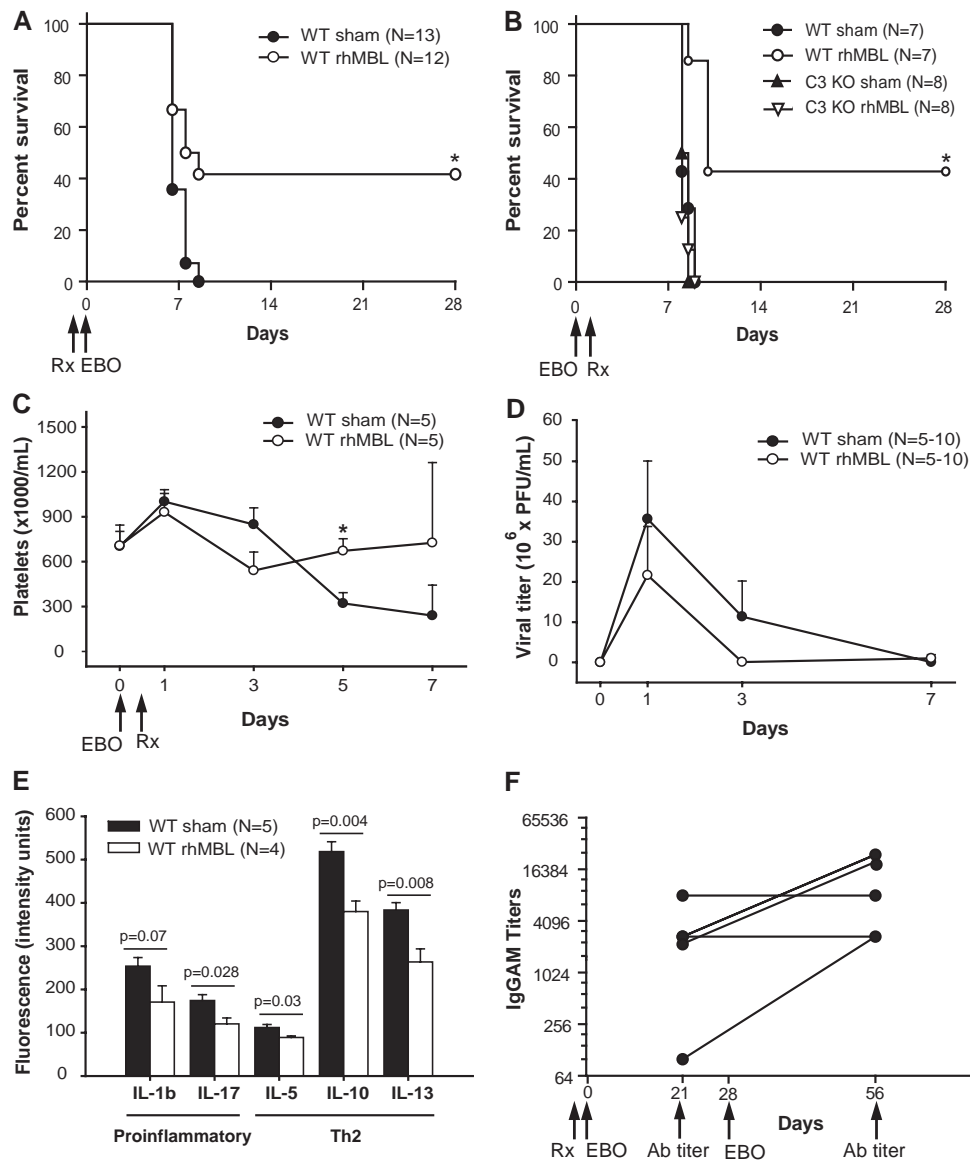 A
WT sham (N=13)
WT rhMBL (N=12)
Percent survival
100
80
60
40
20
0
*
0 7 14 21 28
Days
Rx EBO
B
WT sham (N=7)
WT rhMBL (N=7)
C3 KO sham (N=8)
C3 KO rhMBL (N=8)
Percent survival
100
80
60
40
20
0
*
0 7 14 21 28
Days
EBO Rx
C
WT sham (N=5)
WT rhMBL (N=5)
Platelets (x1000/mL)
1500
1200
900
600
300
0
*
0 1 3 5 7
Days
EBO Rx
D
WT sham (N=5-10)
WT rhMBL (N=5-10)
Viral titer (10^6 x PFU/mL)
60
50
40
30
20
10
0
0 1 3 7
Days
E
WT sham (N=5)
WT rhMBL (N=4)
Fluorescence (intensity units)
600
500
400
300
200
100
0
p=0.07
p=0.028
p=0.03
p=0.004
p=0.008
IL-1b IL-17 IL-5 IL-10 IL-13
Proinflammatory Th2
F
IgGAM Titers
65536
16384
4096
1024
256
64
0 21 28 56
Days
Rx EBO Ab titer EBO Ab titer